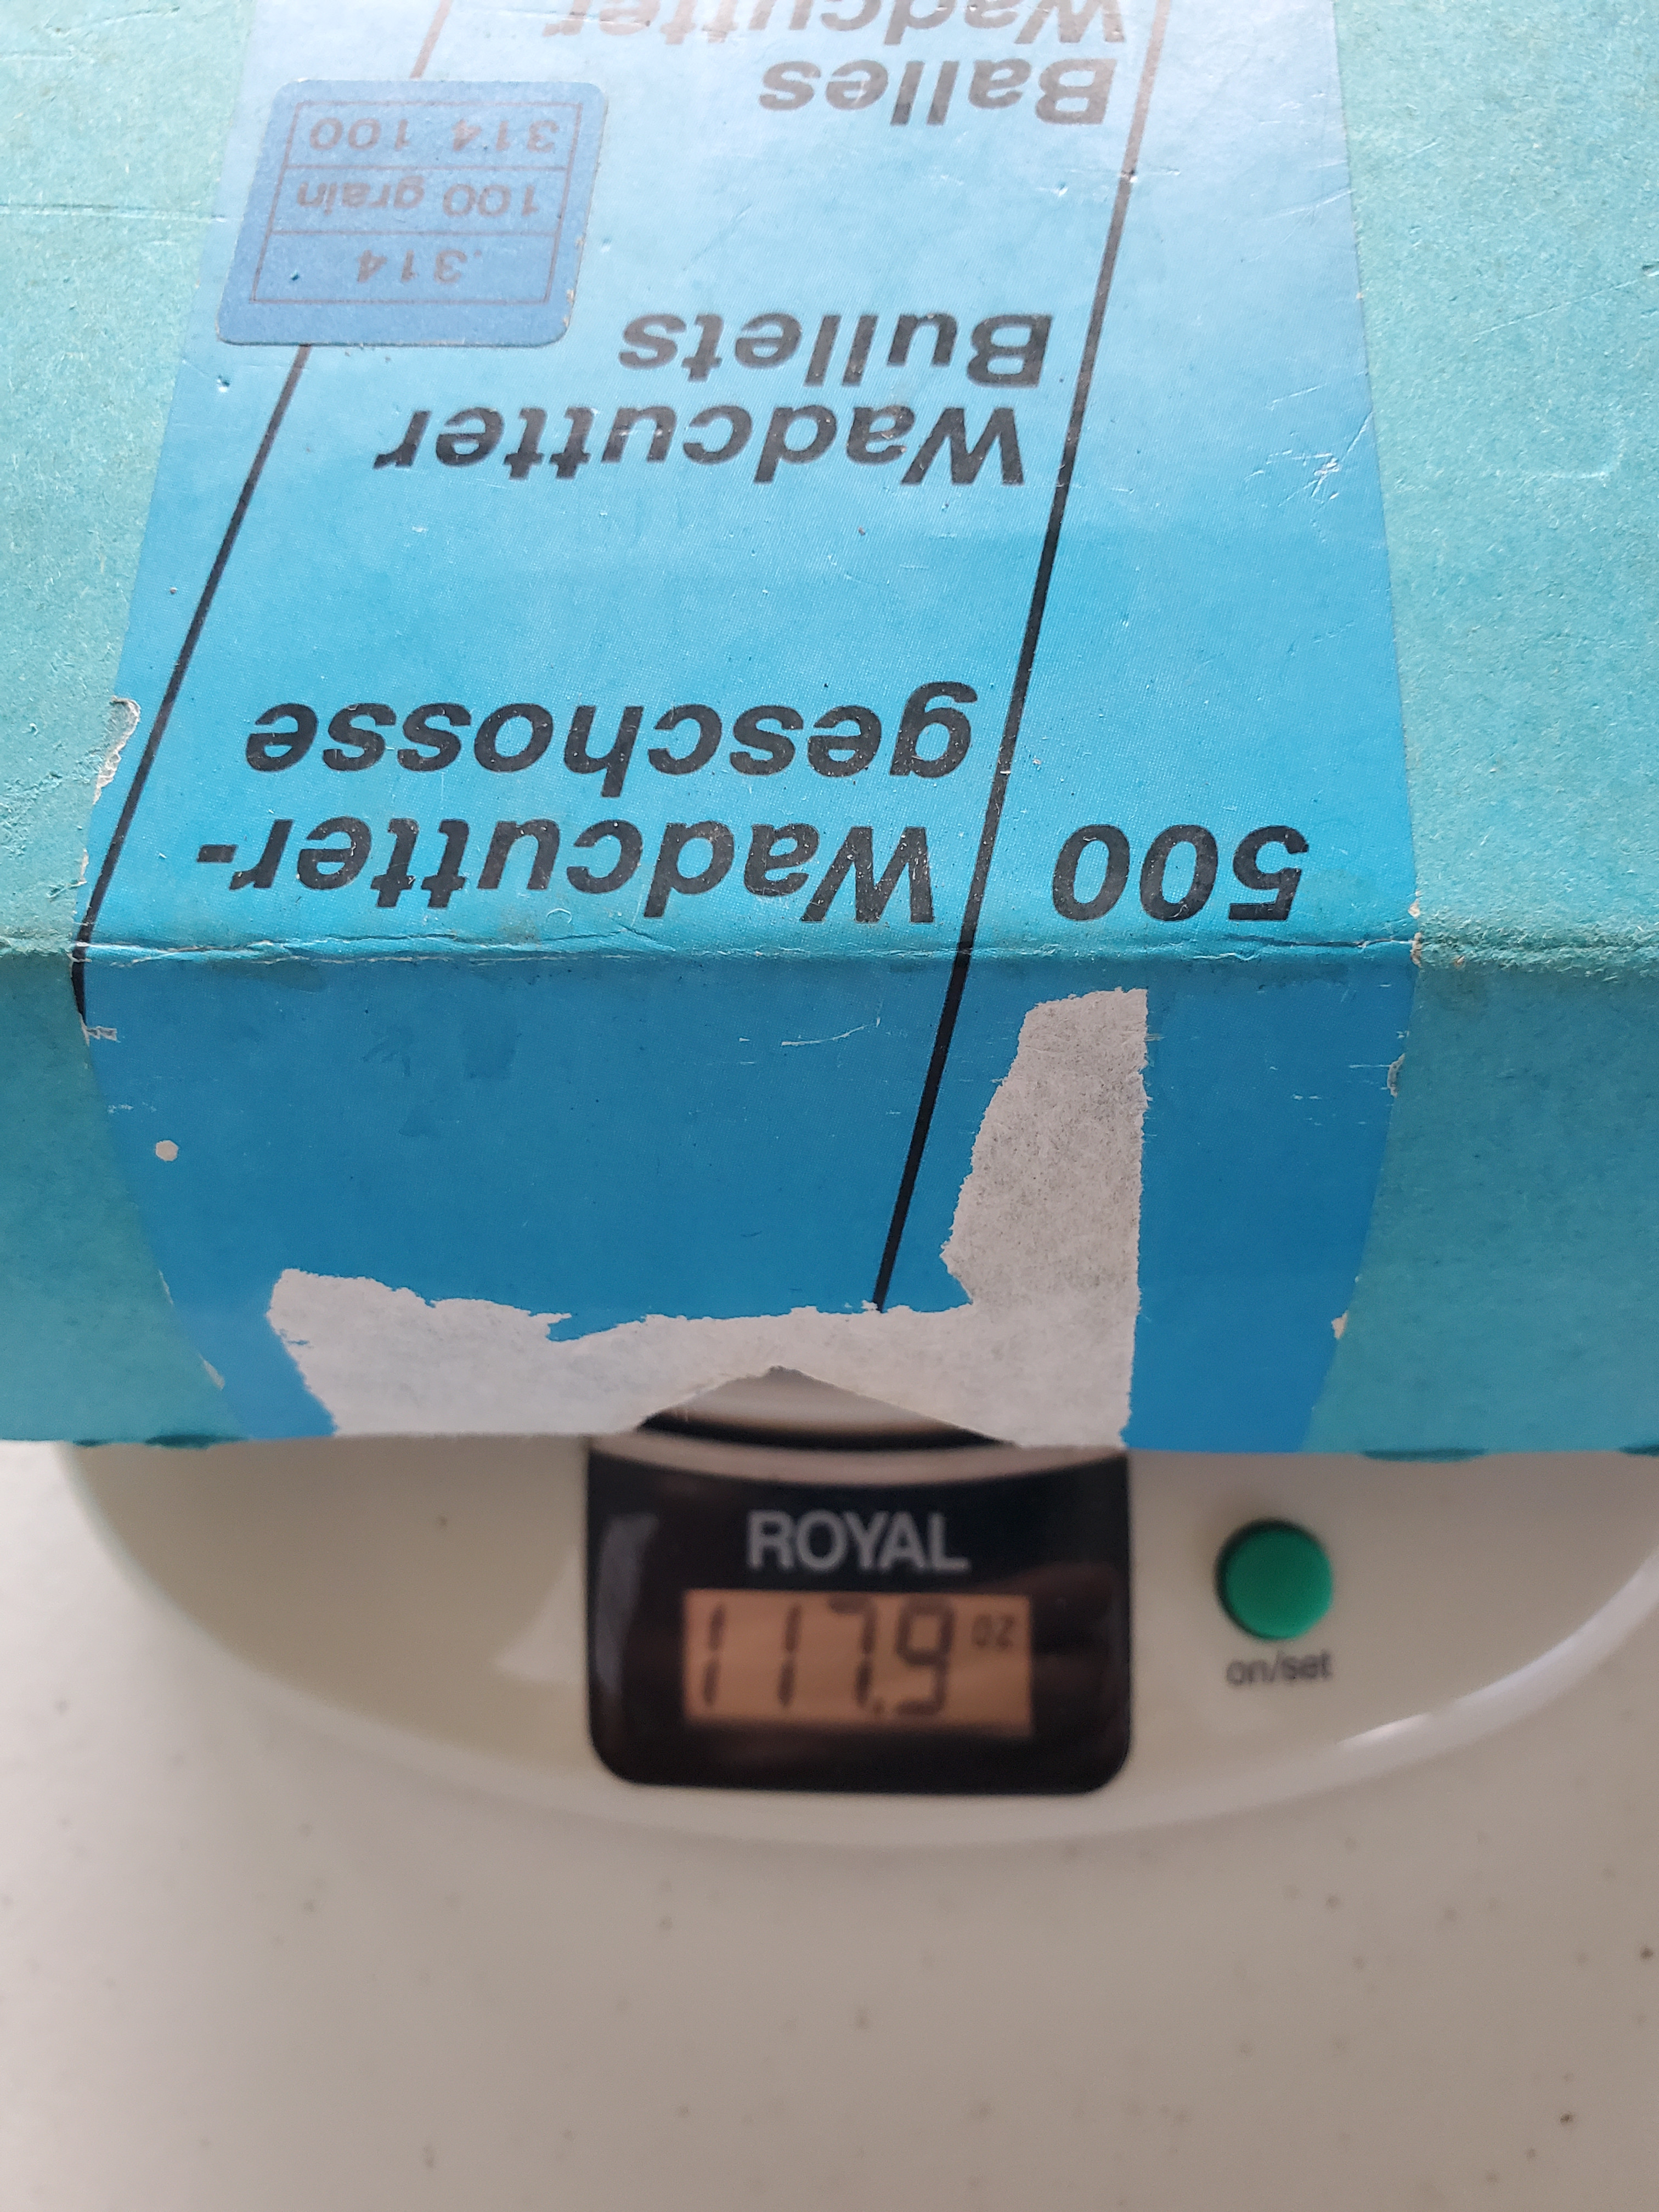 500 Wadcutter-
geschosse
Wadcutter
Bullets
Balles
Wadcutter
.314
100 grain
314 100
ROYAL
117.9 oz
on/set